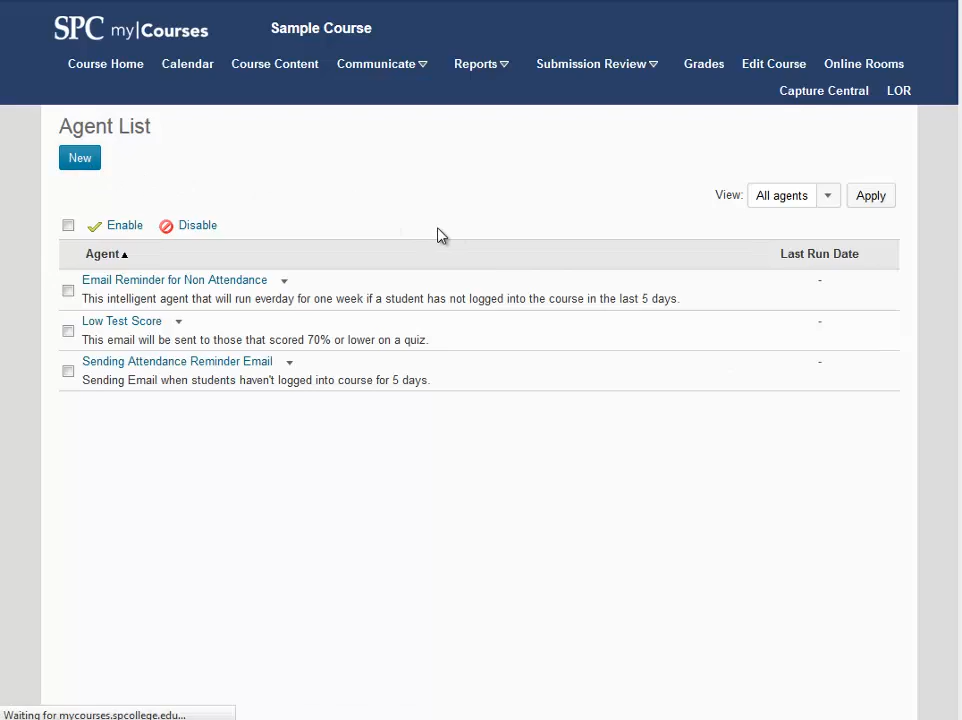 SPC my|Courses Sample Course
Course Home Calendar Course Content Communicate Reports Submission Review Grades Edit Course Online Rooms
Capture Central LOR
Agent List
New
View: All agents Apply
Enable Disable
Agent Last Run Date
Email Reminder for Non Attendance -
This intelligent agent that will run everday for one week if a student has not logged into the course in the last 5 days.
Low Test Score -
This email will be sent to those that scored 70% or lower on a quiz.
Sending Attendance Reminder Email -
Sending Email when students haven't logged into course for 5 days.
Waiting for mycourses.spcollege.edu...